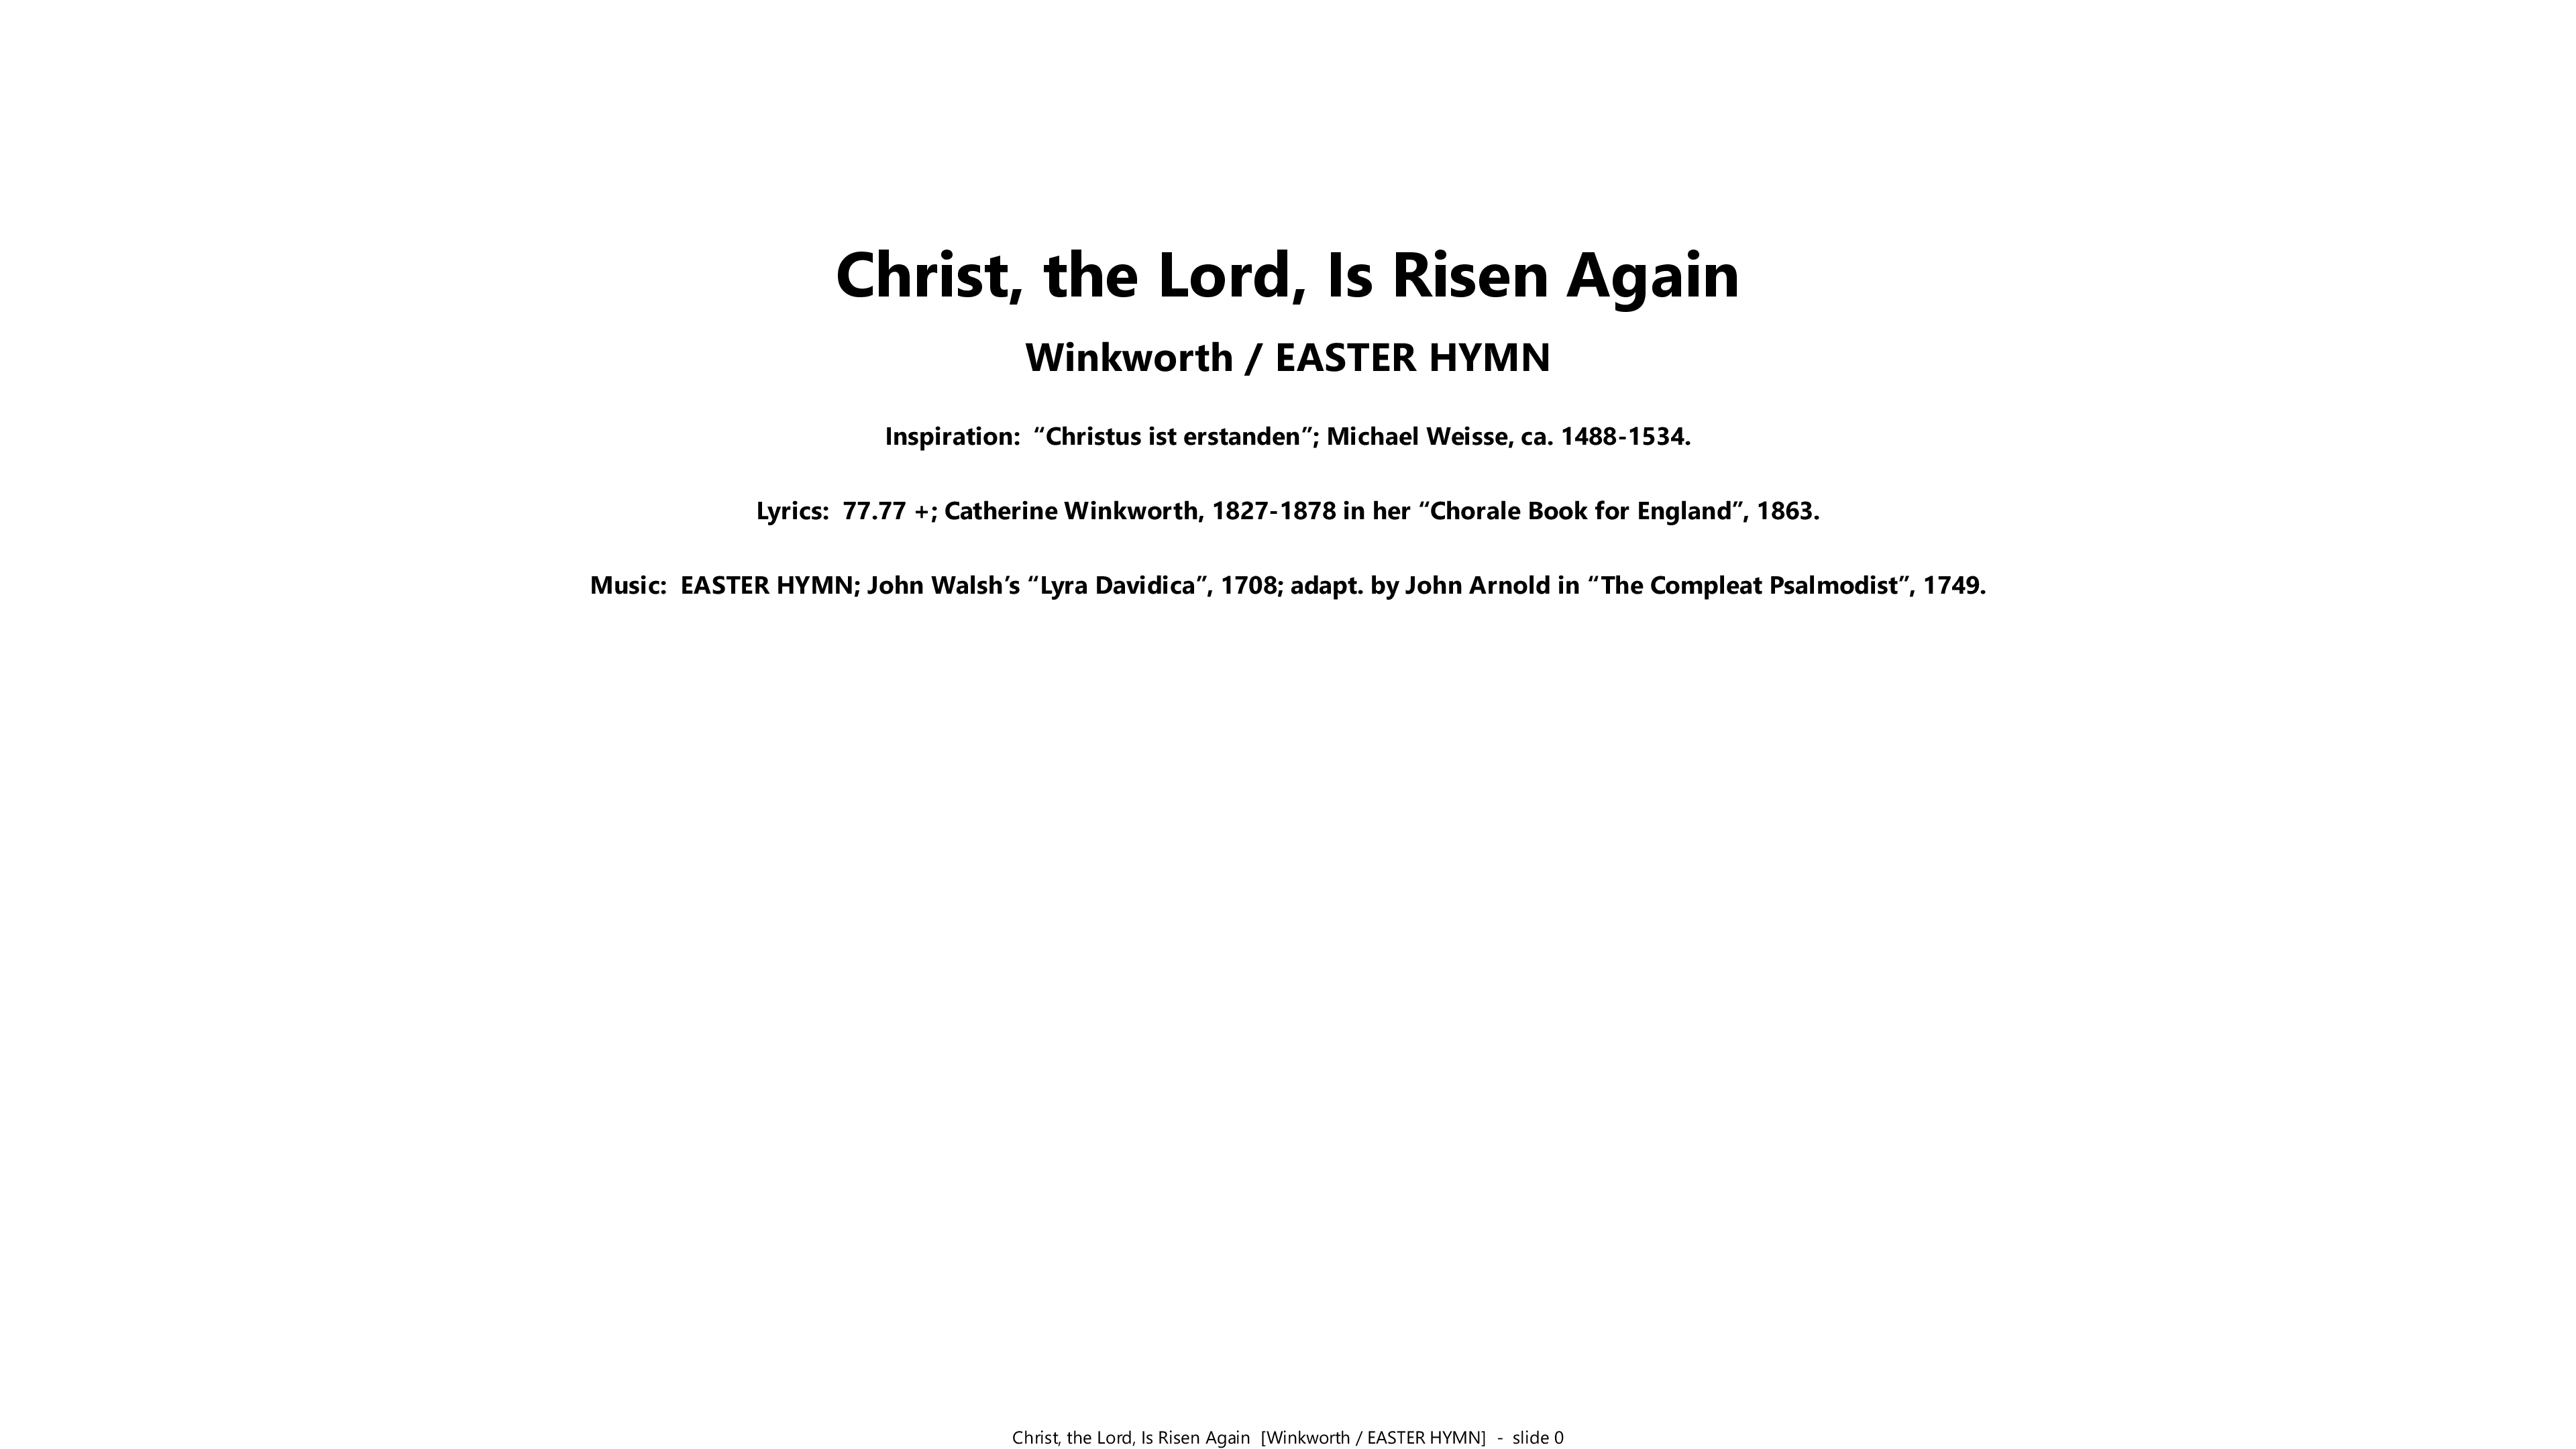 Christ, the Lord, Is Risen Again
Winkworth / EASTER HYMN
Inspiration:  “Christus ist erstanden”; Michael Weisse, ca. 1488-1534.
Lyrics:  77.77 +; Catherine Winkworth, 1827-1878 in her “Chorale Book for England”, 1863.
Music:  EASTER HYMN; John Walsh’s “Lyra Davidica”, 1708; adapt. by John Arnold in “The Compleat Psalmodist”, 1749.
Christ, the Lord, Is Risen Again  [Winkworth / EASTER HYMN]  -  slide 0